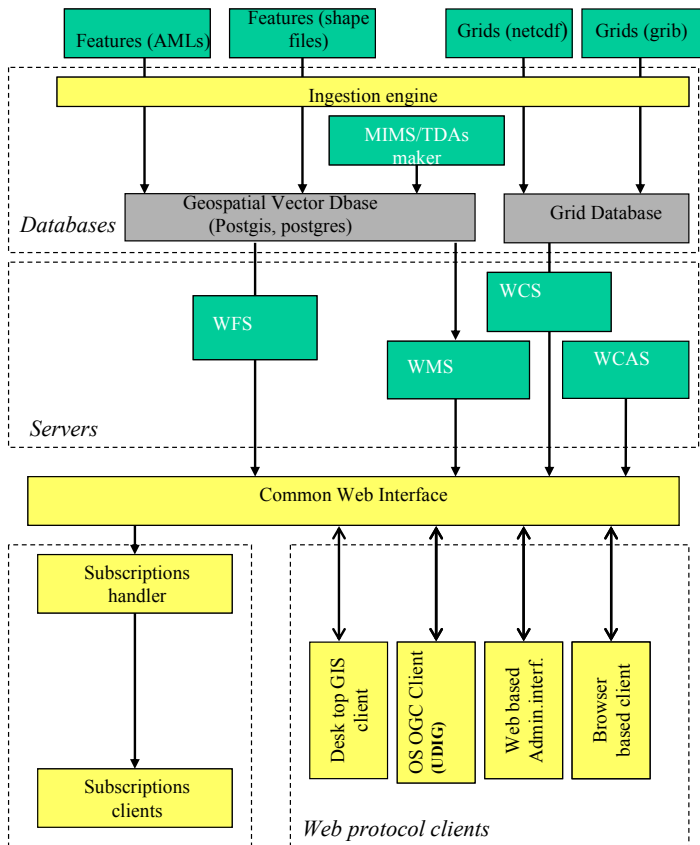 Features (AMLs)
Features (shape
files)
Grids (netcdf)
Grids (grib)
Ingestion engine
MIMS/TDAs
maker
Geospatial Vector Dbase
(Postgis, postgres)
Grid Database
Databases
WCS
WFS
WMS
WCAS
Servers
Common Web Interface
Subscriptions
handler
Desk top GIS
client
OS OGC Client
(UDIG)
Web based
Admin.interf.
Browser
based client
Subscriptions
clients
Web protocol clients